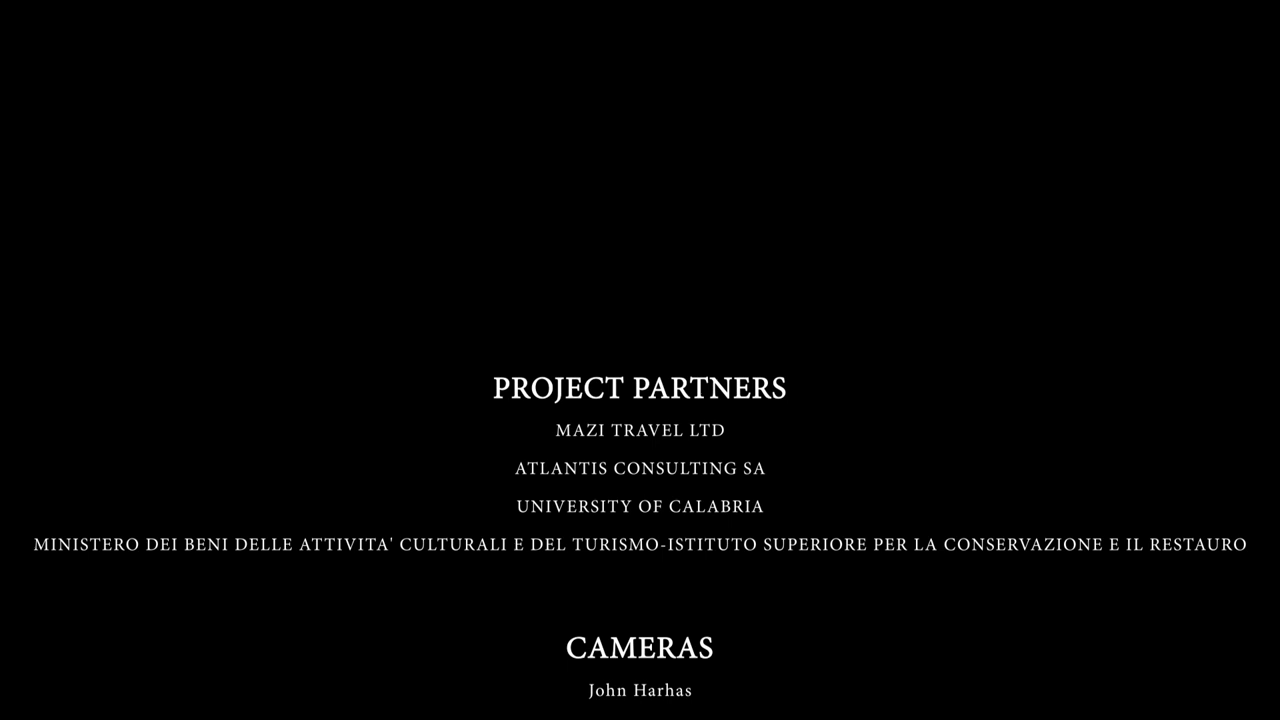 PROJECT PARTNERS
MAZI TRAVEL LTD
ATLANTIS CONSULTING SA
UNIVERSITY OF CALABRIA
MINISTERO DEI BENI DELLE ATTIVITA' CULTURALI E DEL TURISMO-ISTITUTO SUPERIORE PER LA CONSERVAZIONE E IL RESTAURO
CAMERAS
John Harhas